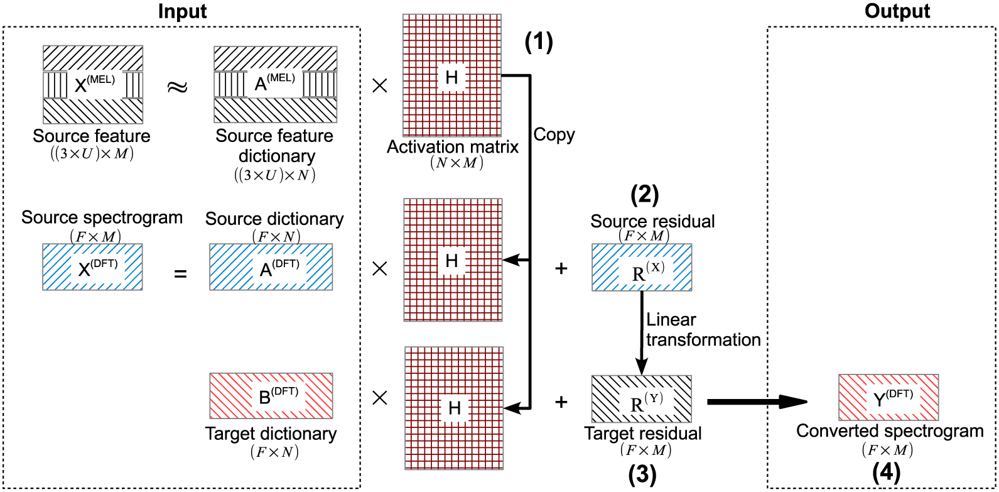 Input
Output
(1)
X(MEL)
≈
A(MEL)
×
H
Source feature
((3×U)×M)
Source feature
dictionary
((3×U)×N)
Activation matrix
(N×M)
Copy
(2)
Source spectrogram
(F×M)
Source dictionary
(F×N)
Source residual
(F×M)
X(DFT)
=
A(DFT)
×
H
+
R(X)
Linear
transformation
B(DFT)
×
H
+
R(Y)
Y(DFT)
Target dictionary
(F×N)
Target residual
(F×M)
Converted spectrogram
(F×M)
(3)
(4)